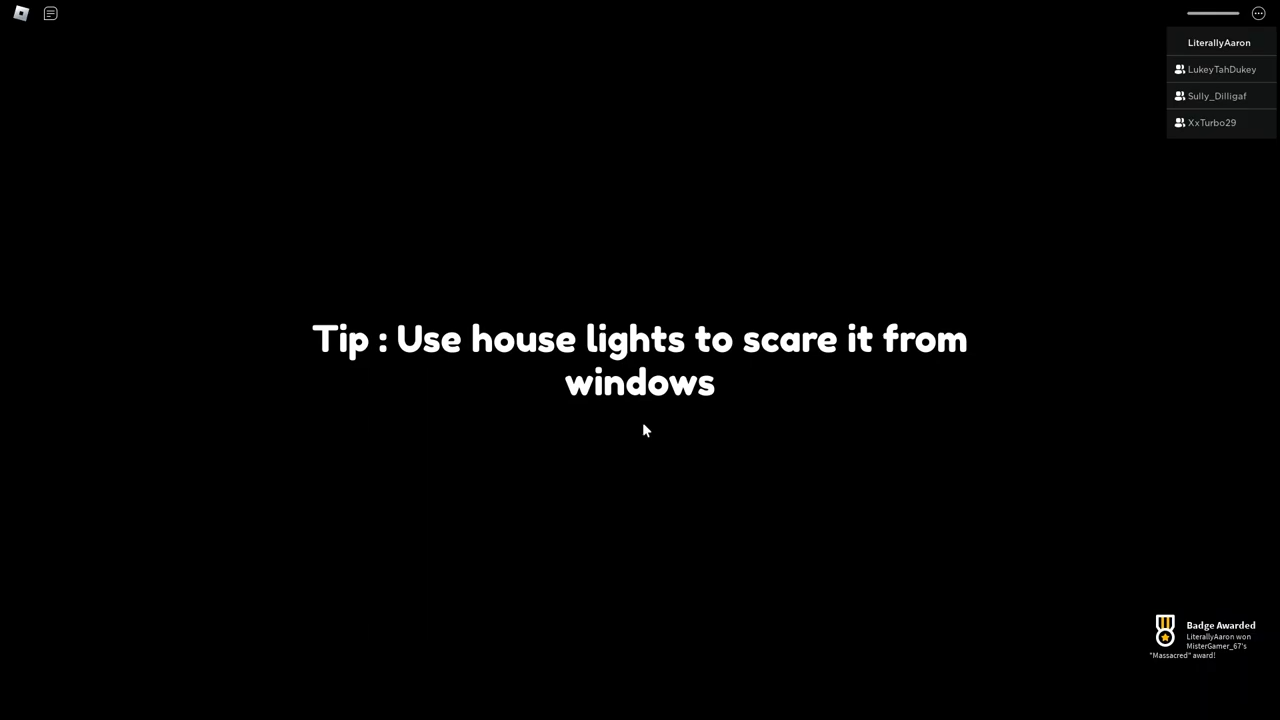 LiterallyAaron
LukeyTahDukey
Sully_Dilligaf
XxTurbo29
Tip : Use house lights to scare it from
windows
Badge Awarded
LiterallyAaron won
MisterGamer_67's
"Massacred" award!